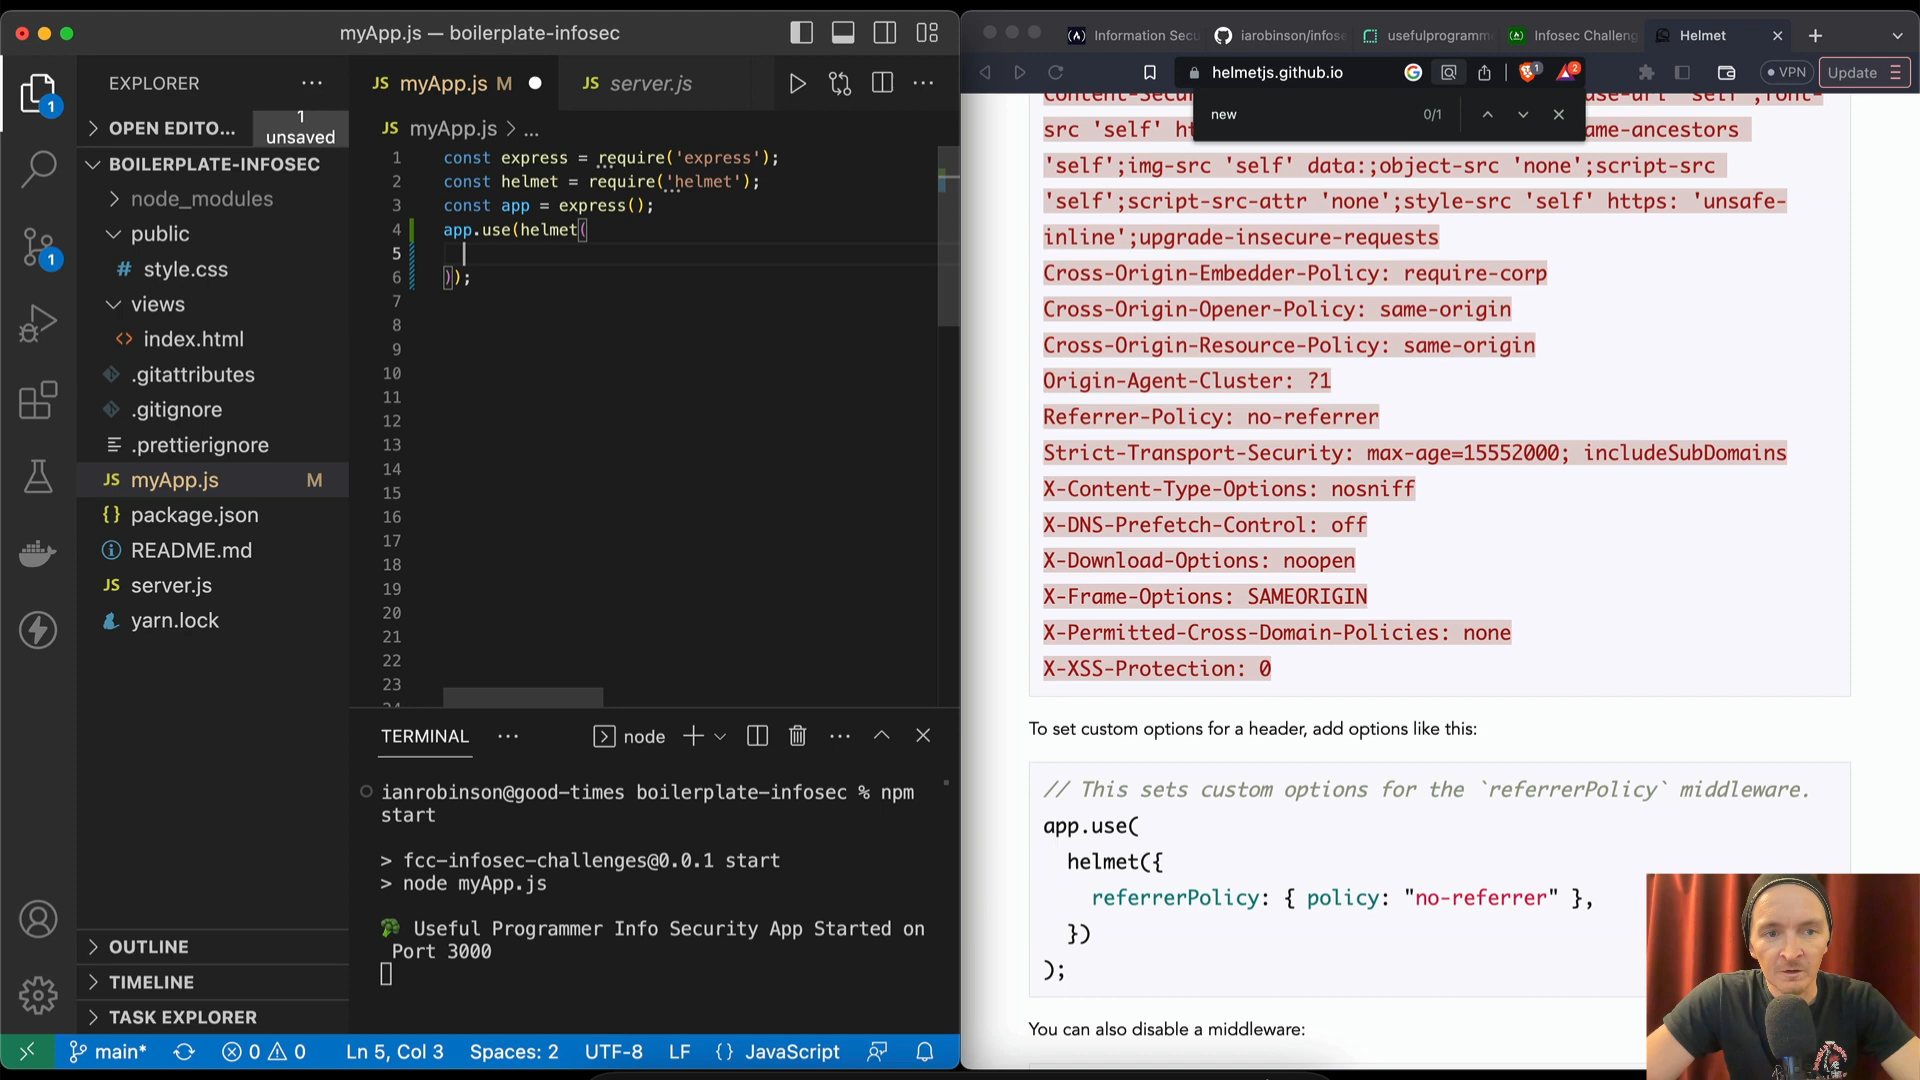 myApp.js — boilerplate-infosec
EXPLORER
OPEN EDITO...
1 unsaved
BOILERPLATE-INFOSEC
node_modules
public
# style.css
views
<> index.html
.gitattributes
.gitignore
.prettierignore
JS myApp.js M
{} package.json
README.md
JS server.js
yarn.lock
OUTLINE
TIMELINE
TASK EXPLORER
1
1
JS myApp.js M
JS server.js
JS myApp.js > ...
1 const express = require('express');
2 const helmet = require('helmet');
3 const app = express();
4 app.use(helmet(
5
6 ));
7
8
9
10
11
12
13
14
15
16
17
18
19
20
21
22
23
TERMINAL
node
ianrobinson@good-times boilerplate-infosec % npm
start
> fcc-infosec-challenges@0.0.1 start
> node myApp.js
🥦 Useful Programmer Info Security App Started on
Port 3000
main*
0 0
Ln 5, Col 3
Spaces: 2
UTF-8
LF
{} JavaScript
Information Secu
iarobinson/infose
usefulprogramm
Infosec Challeng
Helmet
helmetjs.github.io
1
2
VPN
Update
new
0/1
src 'self' ht
ame-ancestors
'self';img-src 'self' data:;object-src 'none';script-src
'self';script-src-attr 'none';style-src 'self' https: 'unsafe-
inline';upgrade-insecure-requests
Cross-Origin-Embedder-Policy: require-corp
Cross-Origin-Opener-Policy: same-origin
Cross-Origin-Resource-Policy: same-origin
Origin-Agent-Cluster: ?1
Referrer-Policy: no-referrer
Strict-Transport-Security: max-age=15552000; includeSubDomains
X-Content-Type-Options: nosniff
X-DNS-Prefetch-Control: off
X-Download-Options: noopen
X-Frame-Options: SAMEORIGIN
X-Permitted-Cross-Domain-Policies: none
X-XSS-Protection: 0
To set custom options for a header, add options like this:
// This sets custom options for the `referrerPolicy` middleware.
app.use(
helmet({
referrerPolicy: { policy: "no-referrer" },
})
);
You can also disable a middleware: